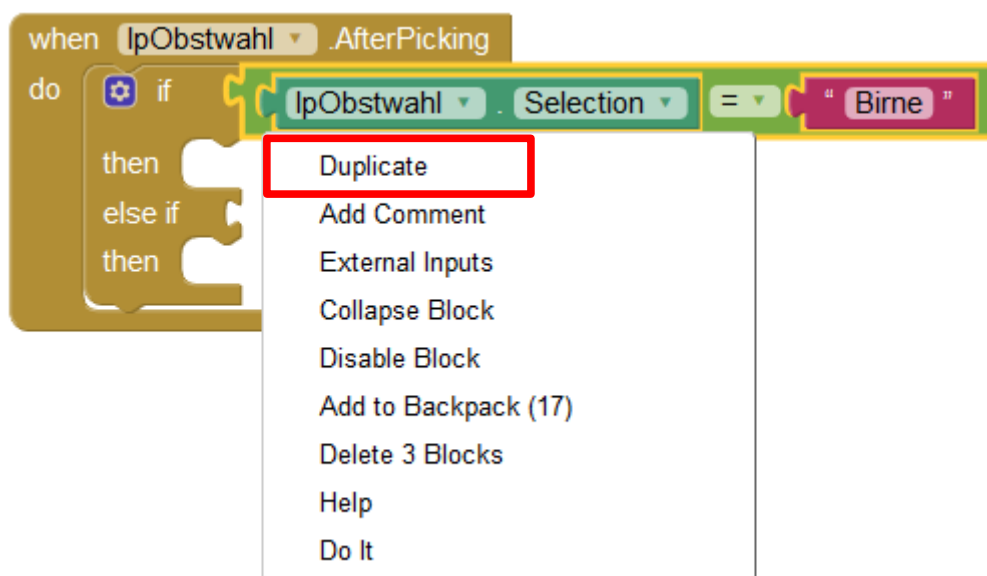 when lpObstwahl .AfterPicking
do if lpObstwahl . Selection = “ Birne ”
then
else if
then
Duplicate
Add Comment
External Inputs
Collapse Block
Disable Block
Add to Backpack (17)
Delete 3 Blocks
Help
Do It